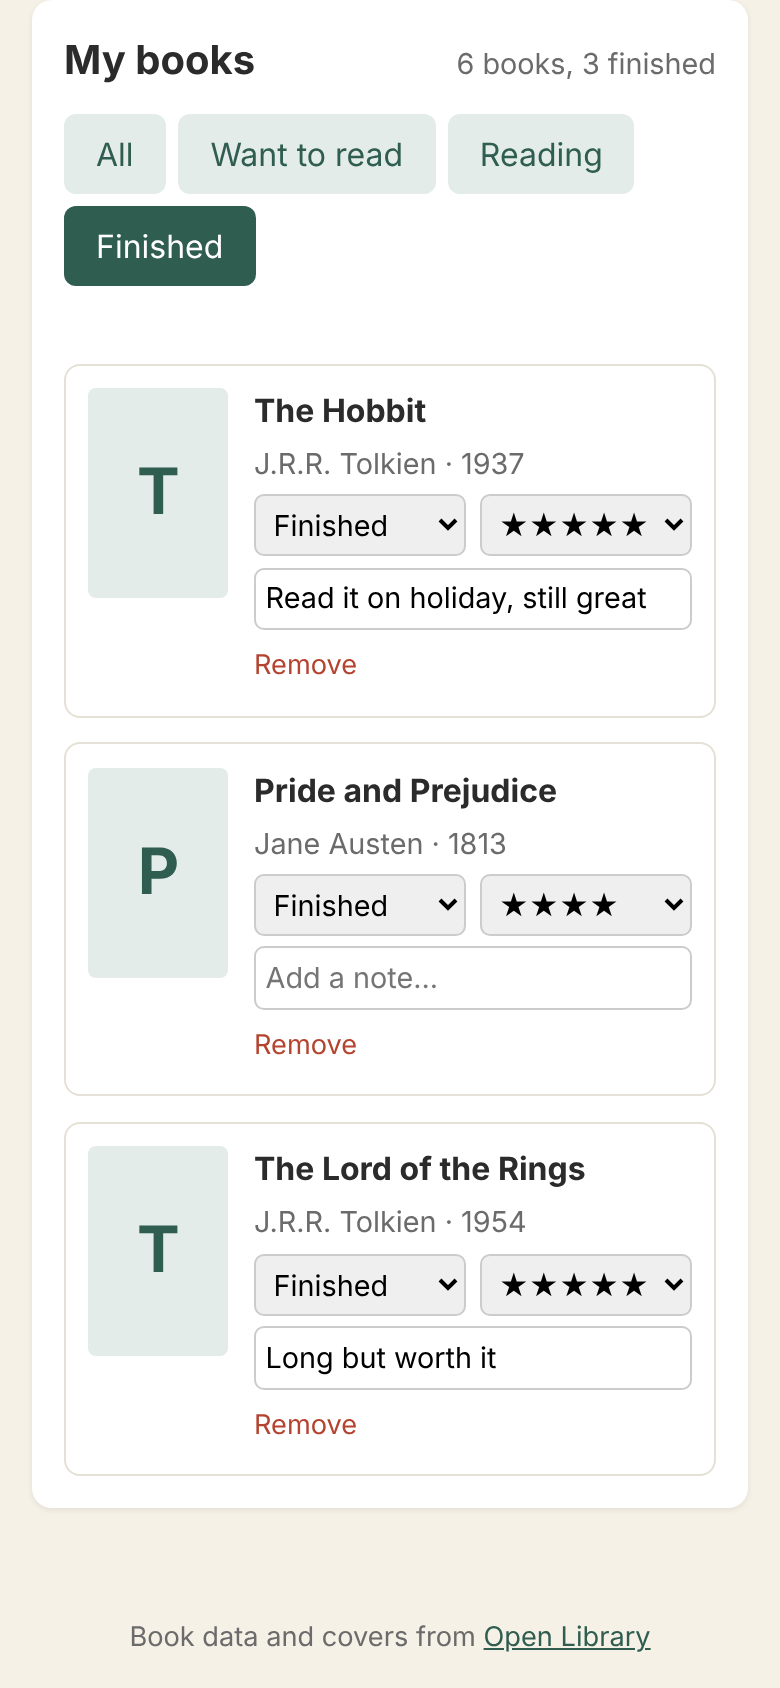 My books
6 books, 3 finished
All
Want to read
Reading
Finished
T
The Hobbit
J.R.R. Tolkien · 1937
Finished
★★★★★
Read it on holiday, still great
Remove
P
Pride and Prejudice
Jane Austen · 1813
Finished
★★★★
Add a note...
Remove
T
The Lord of the Rings
J.R.R. Tolkien · 1954
Finished
★★★★★
Long but worth it
Remove
Book data and covers from Open Library